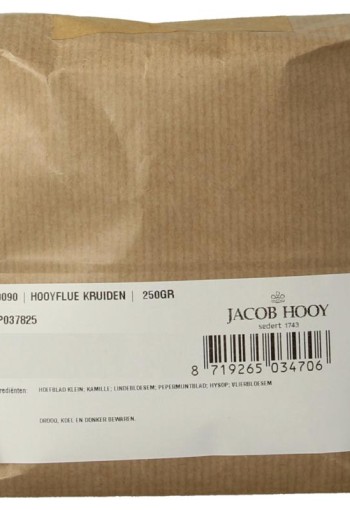 0090 | HOOYFLUE KRUIDEN | 250GR
P037825
JACOB HOOY
sedert 1743
8 719265 034706
grediënten: HOEFBLAD KLEIN; KAMILLE; LINDEBLOESEM; PEPERMUNTBLAD; HYSOP; VLIERBLOESEM
DROOG, KOEL EN DONKER BEWAREN.